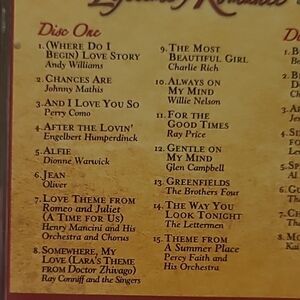 Legendary Romance
Disc One
1. (Where Do I
Begin) Love Story
Andy Williams
2. Chances Are
Johnny Mathis
3. And I Love You So
Perry Como
4. After the Lovin'
Engelbert Humperdinck
5. Alfie
Dionne Warwick
6. Jean
Oliver
7. Love Theme from
Romeo and Juliet
(A Time for Us)
Henry Mancini and His
Orchestra and Chorus
8. Somewhere, My
Love (Lara's Theme
from Doctor Zhivago)
Ray Conniff and the Singers
9. The Most
Beautiful Girl
Charlie Rich
10. Always on
My Mind
Willie Nelson
11. For the
Good Times
Ray Price
12. Gentle on
My Mind
Glen Campbell
13. Greenfields
The Brothers Four
14. The Way You
Look Tonight
The Lettermen
15. Theme from
A Summer Place
Percy Faith and
His Orchestra